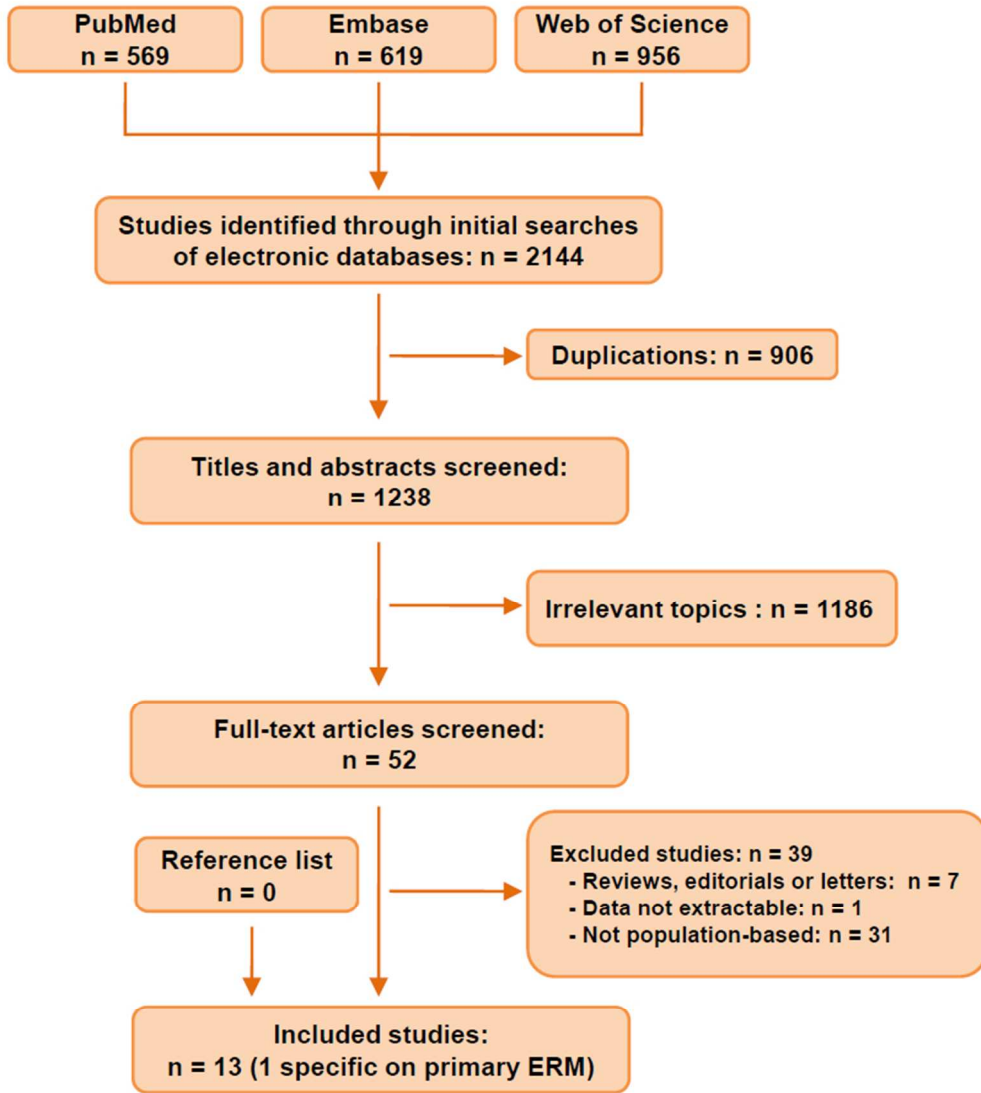 PubMed
n = 569
Embase
n = 619
Web of Science
n = 956
Studies identified through initial searches
of electronic databases: n = 2144
Duplications: n = 906
Titles and abstracts screened:
n = 1238
Irrelevant topics : n = 1186
Full-text articles screened:
n = 52
Reference list
n = 0
Excluded studies: n = 39
- Reviews, editorials or letters: n = 7
- Data not extractable: n = 1
- Not population-based: n = 31
Included studies:
n = 13 (1 specific on primary ERM)